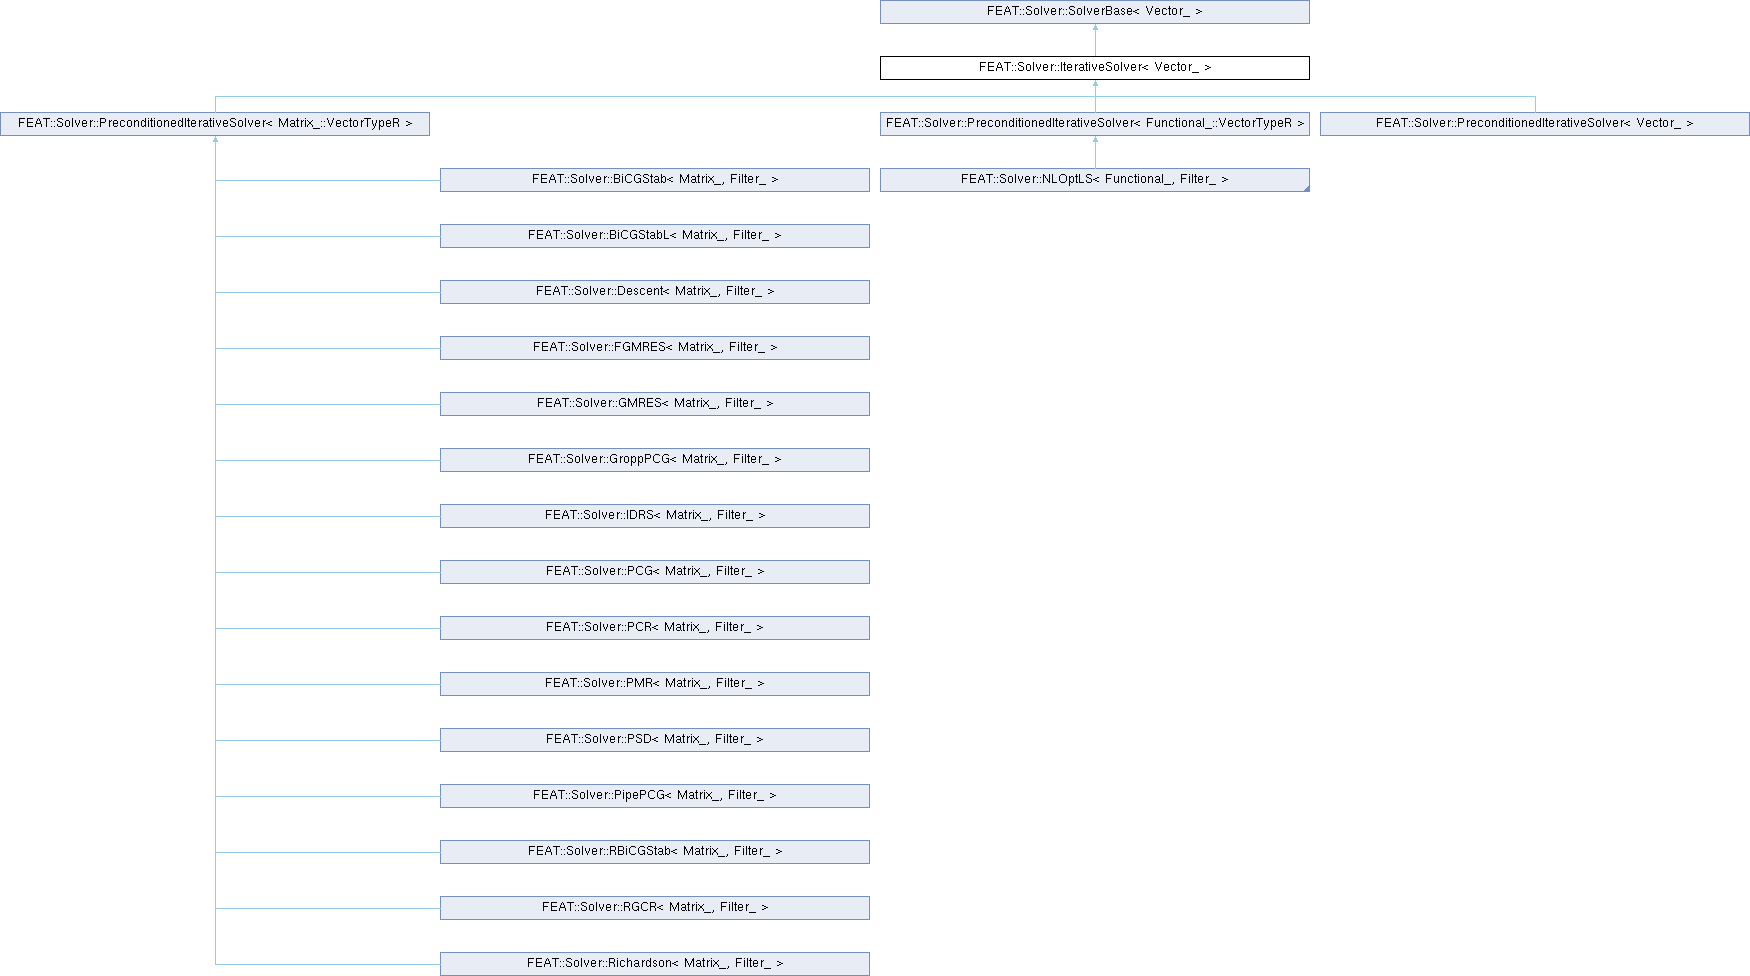 FEAT::Solver::SolverBase< Vector_ >
FEAT::Solver::IterativeSolver< Vector_ >
FEAT::Solver::PreconditionedIterativeSolver< Matrix_::VectorTypeR >
FEAT::Solver::PreconditionedIterativeSolver< Functional_::VectorTypeR >
FEAT::Solver::PreconditionedIterativeSolver< Vector_ >
FEAT::Solver::BiCGStab< Matrix_, Filter_ >
FEAT::Solver::NLOptLS< Functional_, Filter_ >
FEAT::Solver::BiCGStabL< Matrix_, Filter_ >
FEAT::Solver::Descent< Matrix_, Filter_ >
FEAT::Solver::FGMRES< Matrix_, Filter_ >
FEAT::Solver::GMRES< Matrix_, Filter_ >
FEAT::Solver::GroppPCG< Matrix_, Filter_ >
FEAT::Solver::IDRS< Matrix_, Filter_ >
FEAT::Solver::PCG< Matrix_, Filter_ >
FEAT::Solver::PCR< Matrix_, Filter_ >
FEAT::Solver::PMR< Matrix_, Filter_ >
FEAT::Solver::PSD< Matrix_, Filter_ >
FEAT::Solver::PipePCG< Matrix_, Filter_ >
FEAT::Solver::RBiCGStab< Matrix_, Filter_ >
FEAT::Solver::RGCR< Matrix_, Filter_ >
FEAT::Solver::Richardson< Matrix_, Filter_ >